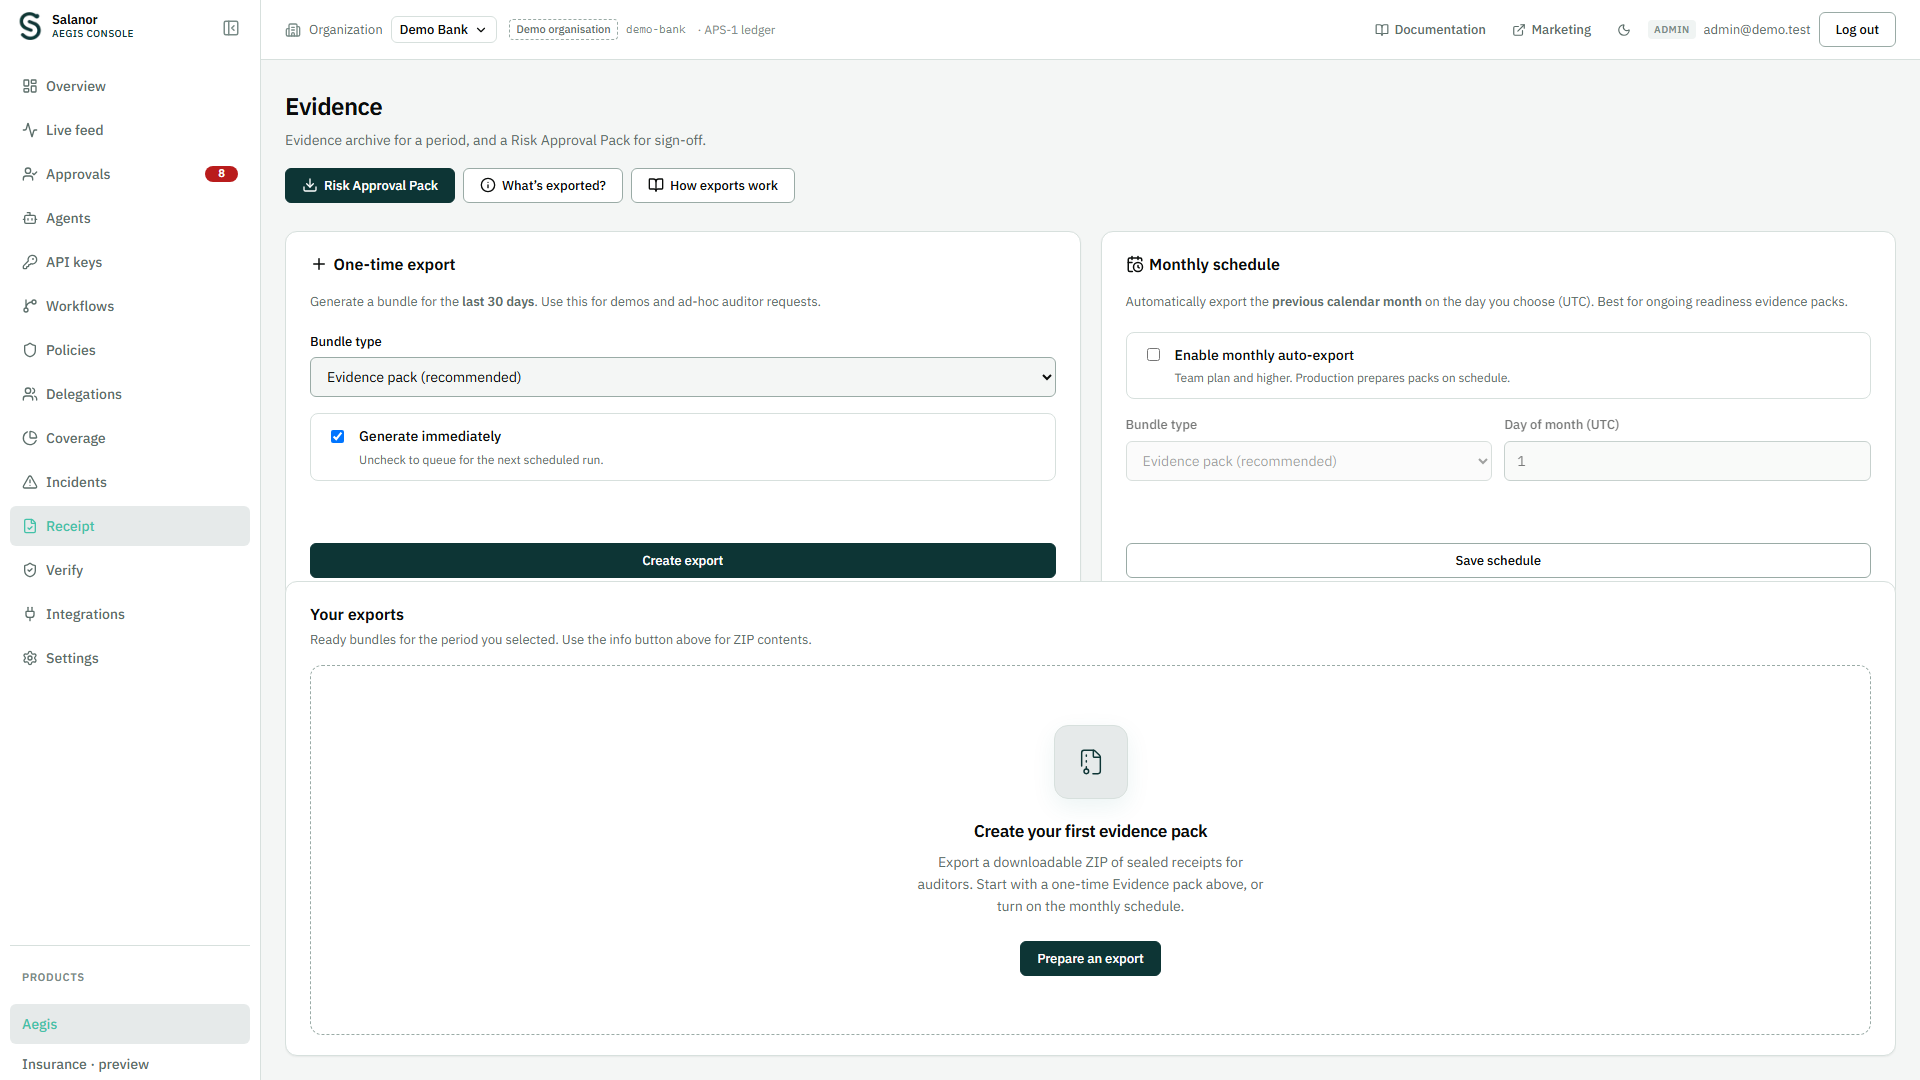 Salanor
AEGIS CONSOLE
Organization
Demo Bank
Demo organisation
demo-bank
· APS-1 ledger
Documentation
Marketing
ADMIN
admin@demo.test
Log out
Overview
Live feed
Approvals
8
Agents
API keys
Workflows
Policies
Delegations
Coverage
Incidents
Receipt
Verify
Integrations
Settings
PRODUCTS
Aegis
Insurance · preview
Evidence
Evidence archive for a period, and a Risk Approval Pack for sign-off.
Risk Approval Pack
What's exported?
How exports work
One-time export
Generate a bundle for the last 30 days. Use this for demos and ad-hoc auditor requests.
Bundle type
Evidence pack (recommended)
Generate immediately
Uncheck to queue for the next scheduled run.
Create export
Monthly schedule
Automatically export the previous calendar month on the day you choose (UTC). Best for ongoing readiness evidence packs.
Enable monthly auto-export
Team plan and higher. Production prepares packs on schedule.
Bundle type
Day of month (UTC)
Evidence pack (recommended)
1
Save schedule
Your exports
Ready bundles for the period you selected. Use the info button above for ZIP contents.
Create your first evidence pack
Export a downloadable ZIP of sealed receipts for
auditors. Start with a one-time Evidence pack above, or
turn on the monthly schedule.
Prepare an export